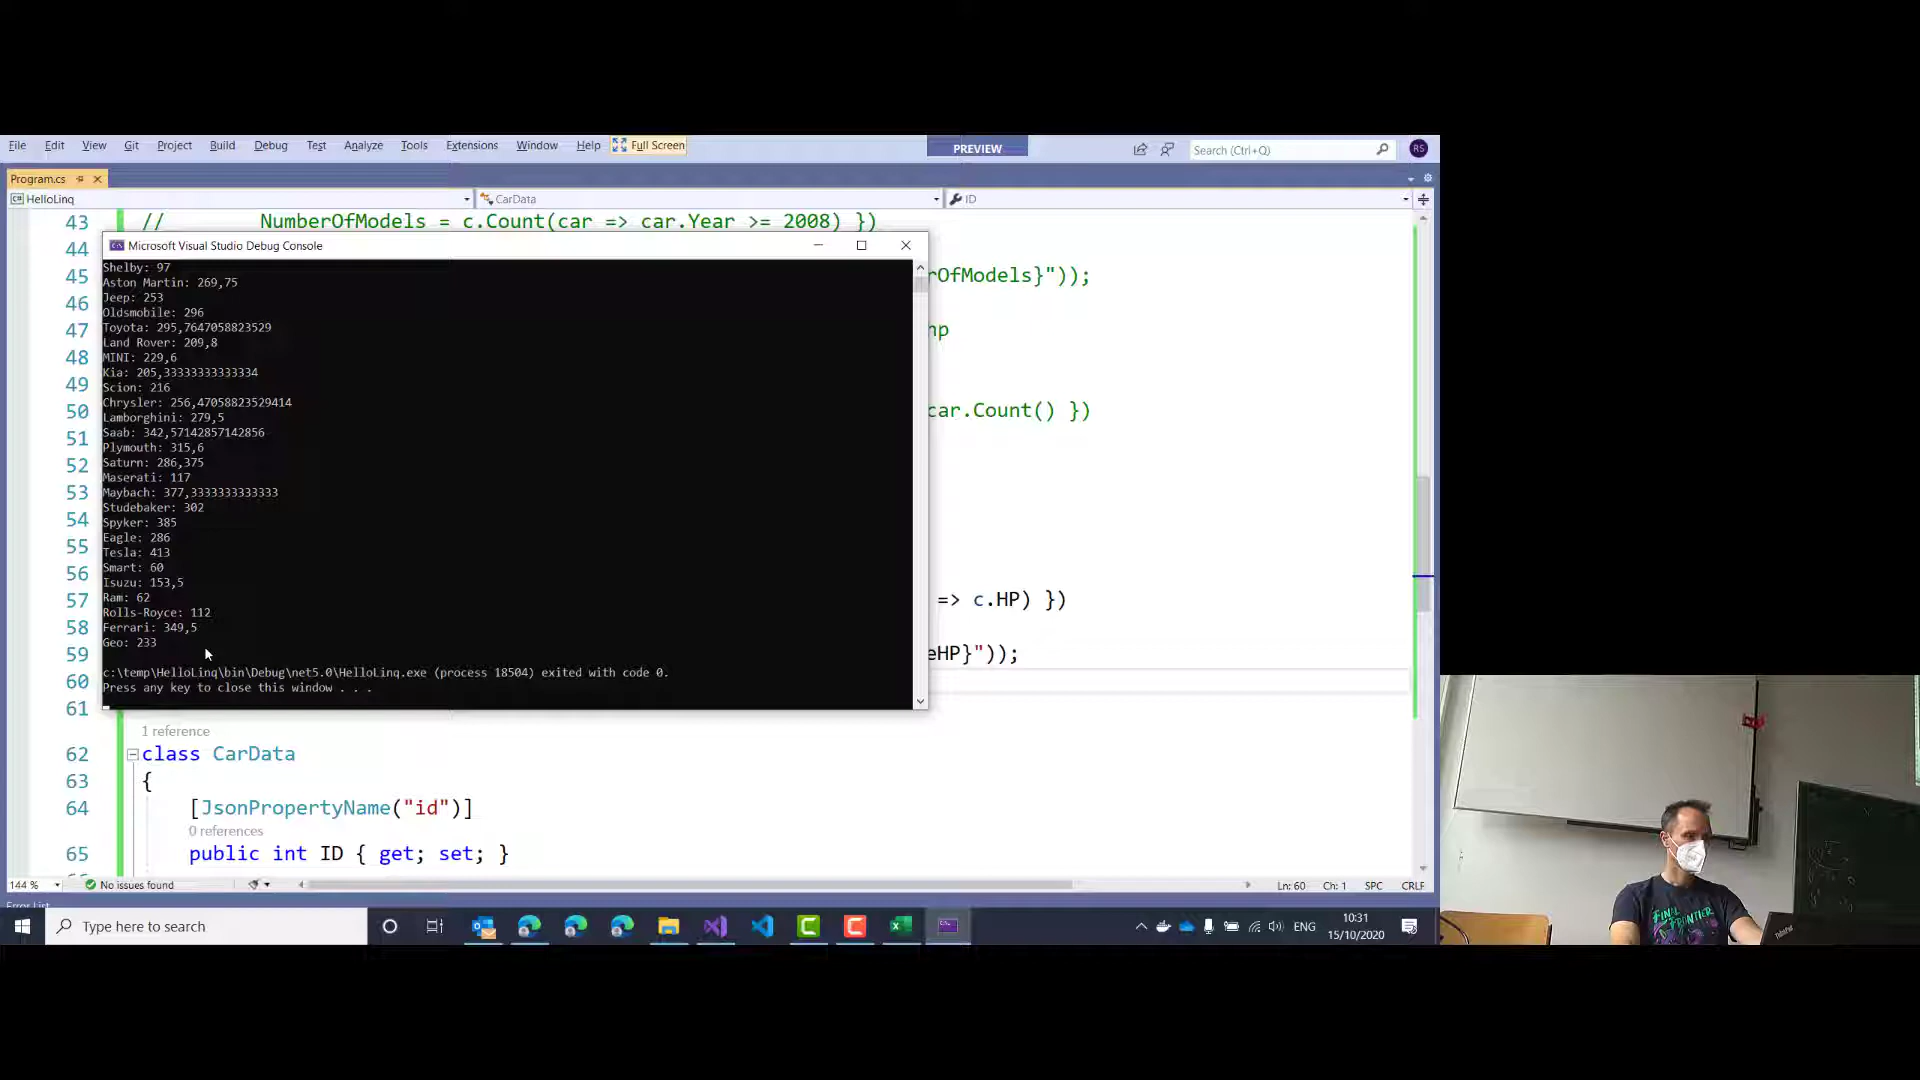 File Edit View Git Project Build Debug Test Analyze Tools Extensions Window Help Full Screen PREVIEW Search (Ctrl+Q) RS
Program.cs
HelloLinq CarData ID
43 // NumberOfModels = c.Count(car => car.Year >= 2008) })
44
45 rOfModels}"));
46
47 hp
48
49
50 car.Count() })
51
52
53
54
55
56
57 => c.HP) })
58
59 eHP}"));
60
61
Microsoft Visual Studio Debug Console
Shelby: 97
Aston Martin: 269,75
Jeep: 253
Oldsmobile: 296
Toyota: 295,7647058823529
Land Rover: 209,8
MINI: 229,6
Kia: 205,33333333333334
Scion: 216
Chrysler: 256,47058823529414
Lamborghini: 279,5
Saab: 342,57142857142856
Plymouth: 315,6
Saturn: 286,375
Maserati: 117
Maybach: 377,3333333333333
Studebaker: 302
Spyker: 385
Eagle: 286
Tesla: 413
Smart: 60
Isuzu: 153,5
Ram: 62
Rolls-Royce: 112
Ferrari: 349,5
Geo: 233
c:\temp\HelloLinq\bin\Debug\net5.0\HelloLinq.exe (process 18504) exited with code 0.
Press any key to close this window . . .
1 reference
62 class CarData
63 {
64 [JsonPropertyName("id")]
0 references
65 public int ID { get; set; }
144 % No issues found Ln: 60 Ch: 1 SPC CRLF
Error List
Type here to search ENG 10:31
15/10/2020
FINAL
FRONTIER
ThinkPad